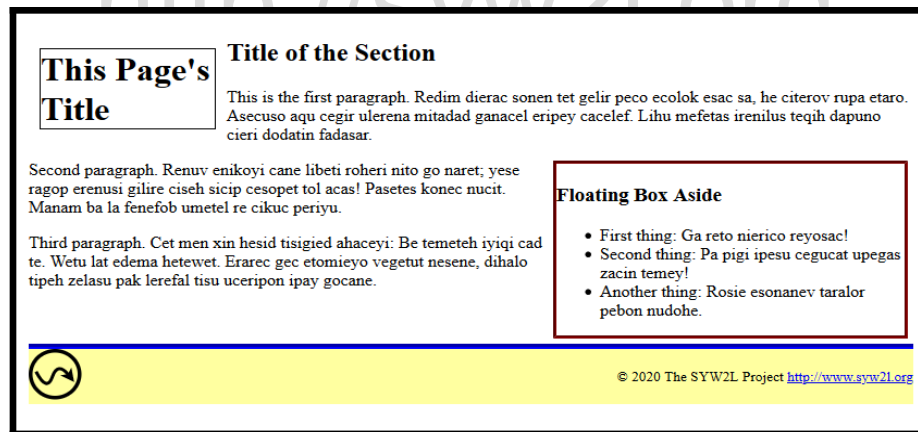 This Page's
Title
Title of the Section
This is the first paragraph. Redim dierac sonen tet gelir peco ecolok esac sa, he citerov rupa etaro.
Asecuso aqu cegir ulerena mitadad ganacel eripey cacelef. Lihu mefetas irenilus teqih dapuno
cieri dodatin fadasar.
Second paragraph. Renuv enikoyi cane libeti roheri nito go naret; yese
ragop erenusi gilire ciseh sicip cesopet tol acas! Pasetes konec nucit.
Manam ba la fenefob umetel re cikuc periyu.
Third paragraph. Cet men xin hesid tisigied ahaceyi: Be temeteh iyiqi cad
te. Wetu lat edema hetewet. Erarec gec etomieyo vegetut nesene, dihalo
tipeh zelasu pak lerefal tisu uceripon ipay gocane.
Floating Box Aside
• First thing: Ga reto nierico reyosac!
• Second thing: Pa pigi ipesu cegucat upegas
zacin temey!
• Another thing: Rosie esonanev taralor
pebon nudohe.
© 2020 The SYW2L Project http://www.syw2l.org